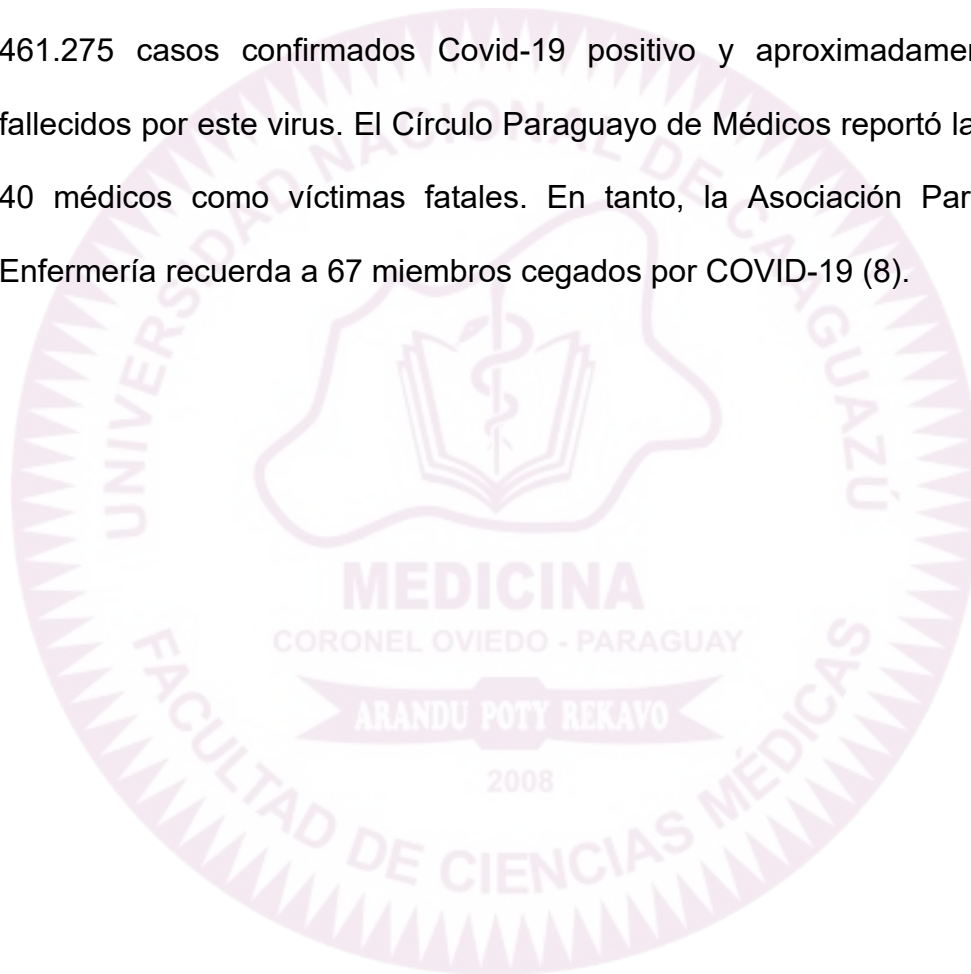 461.275 casos confirmados Covid-19 positivo y aproximadamen
fallecidos por este virus. El Círculo Paraguayo de Médicos reportó la
40 médicos como víctimas fatales. En tanto, la Asociación Par
Enfermería recuerda a 67 miembros cegados por COVID-19 (8).
UNIVERSIDAD NACIONAL DE CAAGUAZÚ
MEDICINA
CORONEL OVIEDO - PARAGUAY
ARANDU POTY REKAVO
2008
FACULTAD DE CIENCIAS MÉDICAS